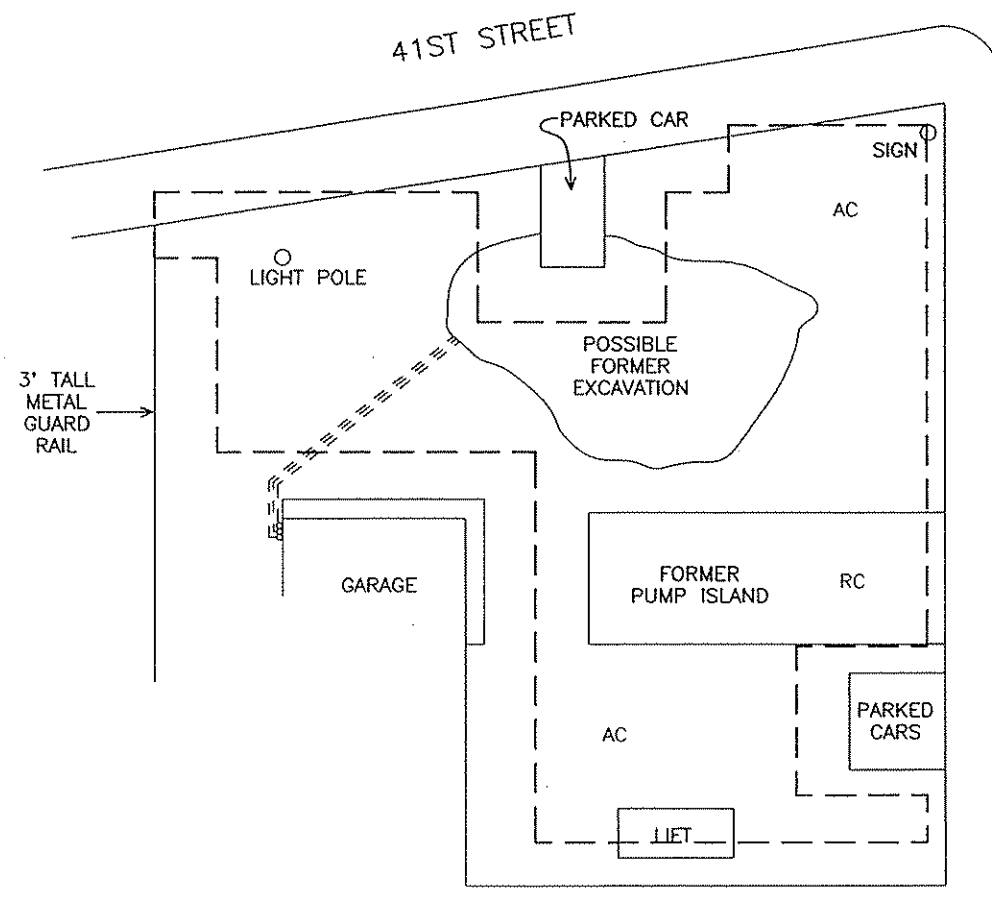 41ST STREET
PARKED CAR
SIGN
AC
LIGHT POLE
POSSIBLE
FORMER
EXCAVATION
3' TALL
METAL
GUARD
RAIL
GARAGE
FORMER
PUMP ISLAND
RC
PARKED
CARS
AC
LIFT